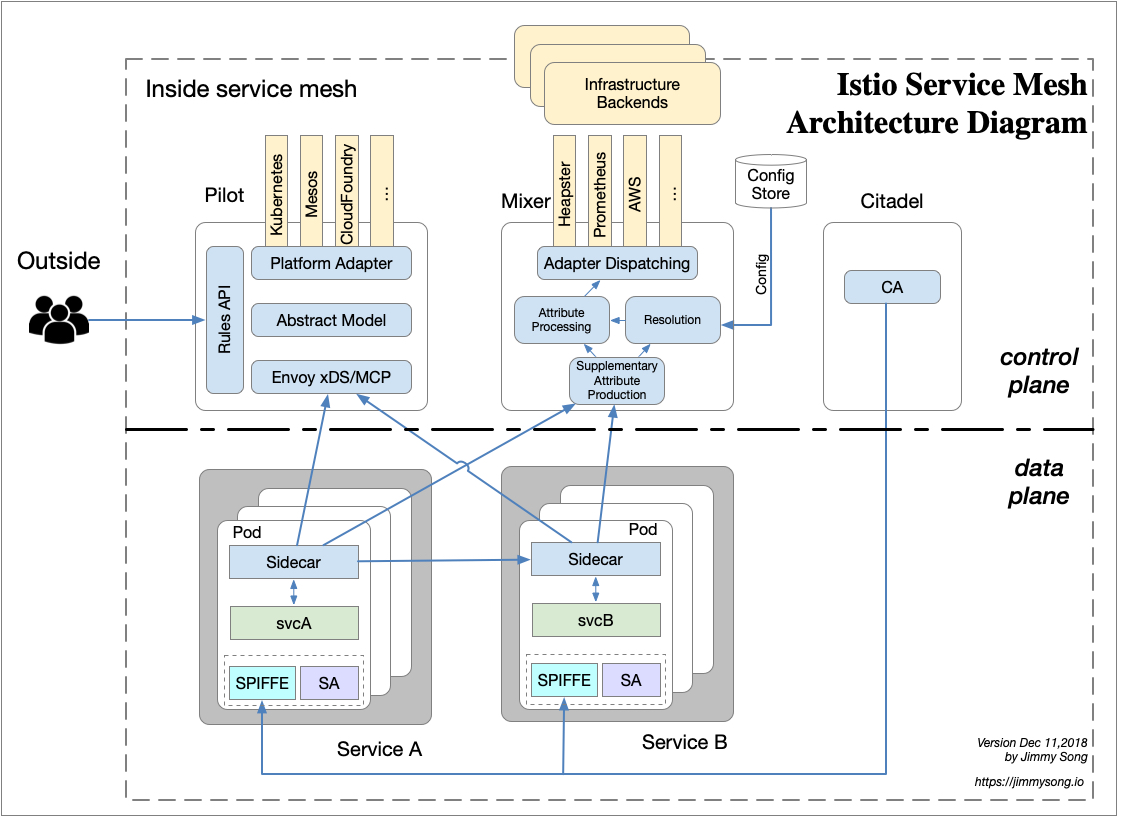 Istio Service Mesh
Architecture Diagram
Inside service mesh
Infrastructure
Backends
Outside
Pilot
Kubernetes
Mesos
CloudFoundry
...
Rules API
Platform Adapter
Abstract Model
Envoy xDS/MCP
Mixer
Heapster
Prometheus
AWS
...
Adapter Dispatching
Attribute
Processing
Resolution
Supplementary
Attribute
Production
Config
Store
Config
Citadel
CA
control
plane
data
plane
Pod
Sidecar
svcA
SPIFFE
SA
Service A
Pod
Sidecar
svcB
SPIFFE
SA
Service B
Version Dec 11,2018
by Jimmy Song
https://jimmysong.io